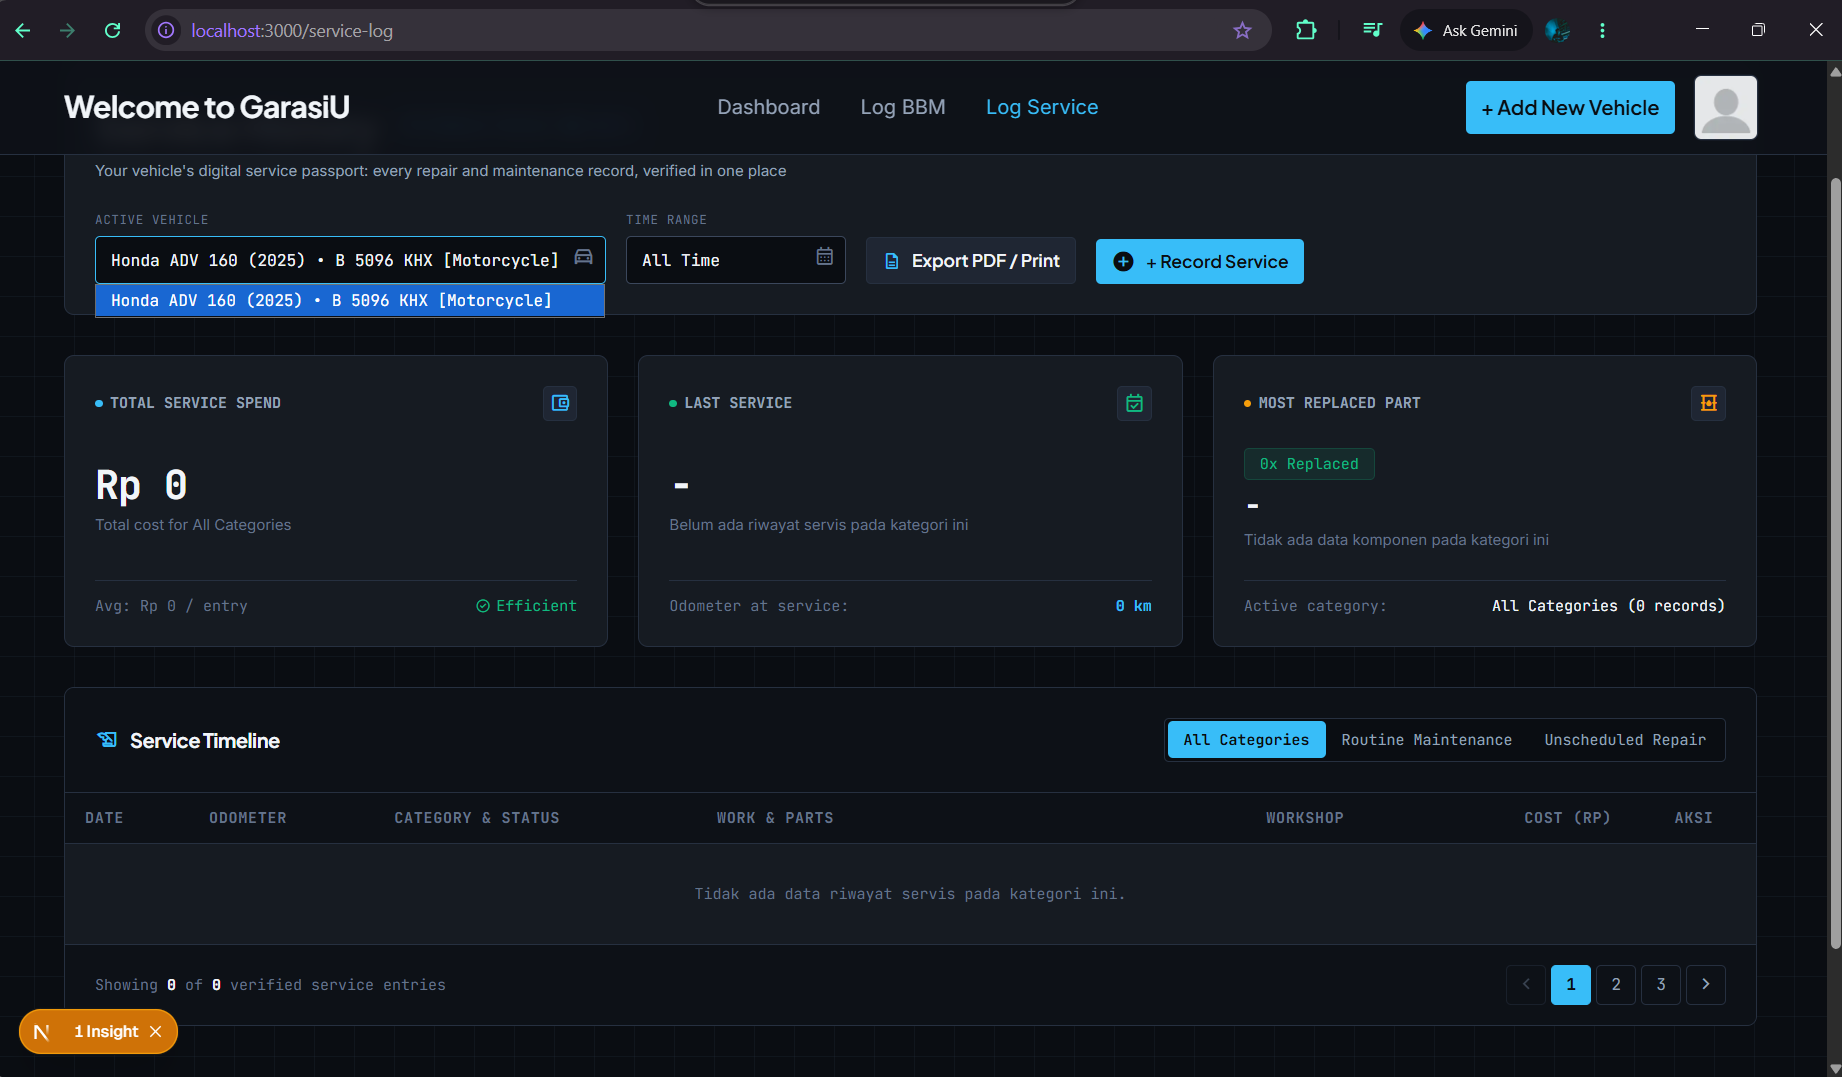 localhost:3000/service-log
Ask Gemini
Welcome to GarasiU
Dashboard
Log BBM
Log Service
+ Add New Vehicle
Your vehicle's digital service passport: every repair and maintenance record, verified in one place
ACTIVE VEHICLE
TIME RANGE
Honda ADV 160 (2025) • B 5096 KHX [Motorcycle]
All Time
Export PDF / Print
+ Record Service
Honda ADV 160 (2025) • B 5096 KHX [Motorcycle]
TOTAL SERVICE SPEND
Rp 0
Total cost for All Categories
Avg: Rp 0 / entry
Efficient
LAST SERVICE
-
Belum ada riwayat servis pada kategori ini
Odometer at service:
0 km
MOST REPLACED PART
0x Replaced
-
Tidak ada data komponen pada kategori ini
Active category:
All Categories (0 records)
Service Timeline
All Categories
Routine Maintenance
Unscheduled Repair
DATE
ODOMETER
CATEGORY & STATUS
WORK & PARTS
WORKSHOP
COST (RP)
AKSI
Tidak ada data riwayat servis pada kategori ini.
Showing 0 of 0 verified service entries
1
2
3
N
1 Insight